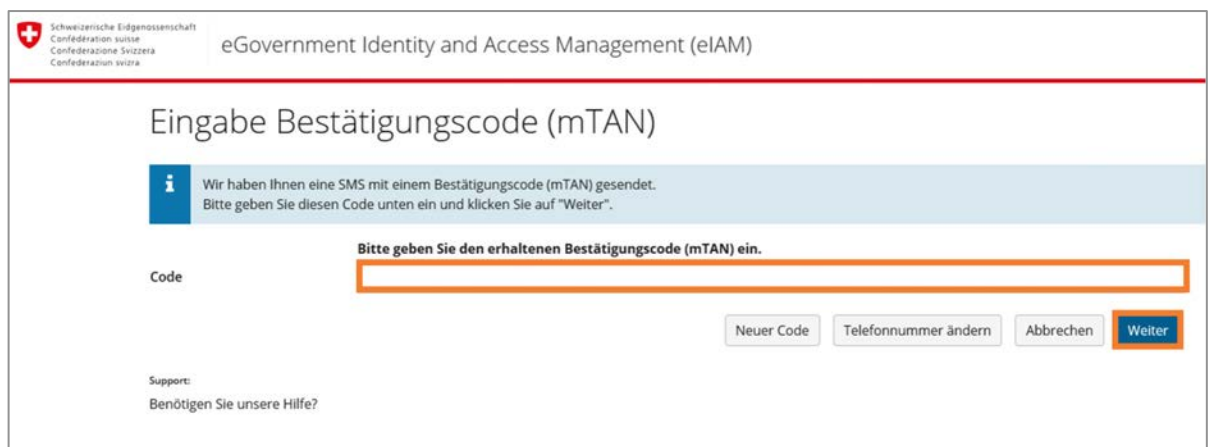 Schweizerische Eidgenossenschaft
Confédération suisse
Confederazione Svizzera
Confederaziun svizra
eGovernment Identity and Access Management (eIAM)
Eingabe Bestätigungscode (mTAN)
Wir haben Ihnen eine SMS mit einem Bestätigungscode (mTAN) gesendet.
Bitte geben Sie diesen Code unten ein und klicken Sie auf "Weiter".
Bitte geben Sie den erhaltenen Bestätigungscode (mTAN) ein.
Code
Neuer Code Telefonnummer ändern Abbrechen Weiter
Support:
Benötigen Sie unsere Hilfe?